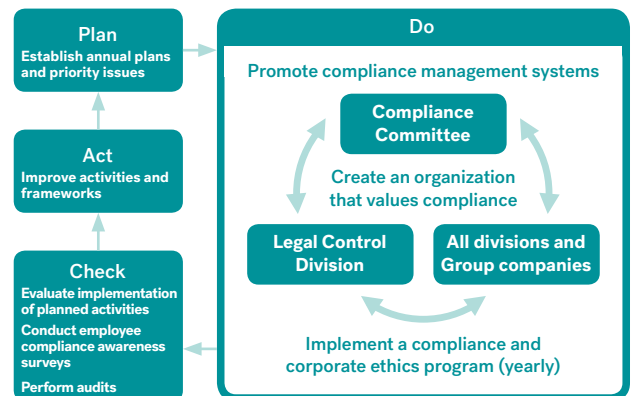 Plan
Establish annual plans
and priority issues
Act
Improve activities and
frameworks
Check
Evaluate implementation
of planned activities
Conduct employee
compliance awareness
surveys
Perform audits
Do
Promote compliance management systems
Compliance
Committee
Create an organization
that values compliance
Legal Control
Division
All divisions and
Group companies
Implement a compliance and
corporate ethics program (yearly)